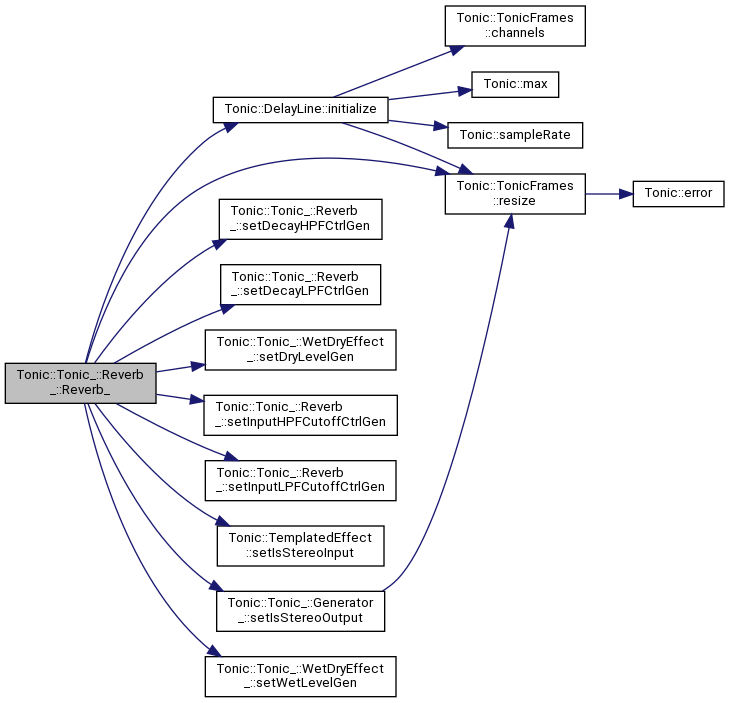 Tonic::TonicFrames
::channels
Tonic::max
Tonic::DelayLine::initialize
Tonic::sampleRate
Tonic::TonicFrames
::resize
Tonic::error
Tonic::Tonic_::Reverb
_::setDecayHPFCtrlGen
Tonic::Tonic_::Reverb
_::setDecayLPFCtrlGen
Tonic::Tonic_::WetDryEffect
_::setDryLevelGen
Tonic::Tonic_::Reverb
_::Reverb_
Tonic::Tonic_::Reverb
_::setInputHPFCutoffCtrlGen
Tonic::Tonic_::Reverb
_::setInputLPFCutoffCtrlGen
Tonic::TemplatedEffect
::setIsStereoInput
Tonic::Tonic_::Generator
_::setIsStereoOutput
Tonic::Tonic_::WetDryEffect
_::setWetLevelGen